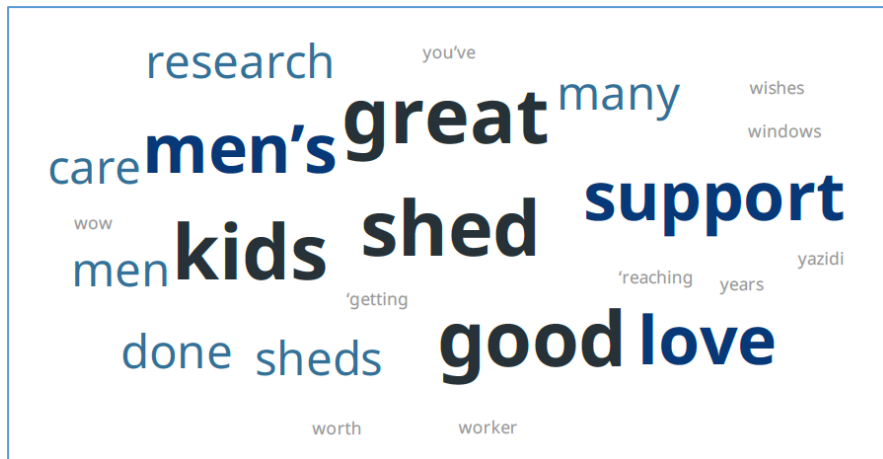 research
you've
great
many
wishes
men’s
windows
care
support
wow
shed
kids
men
yazidi
‘reaching
years
‘getting
good
love
done
sheds
worth
worker